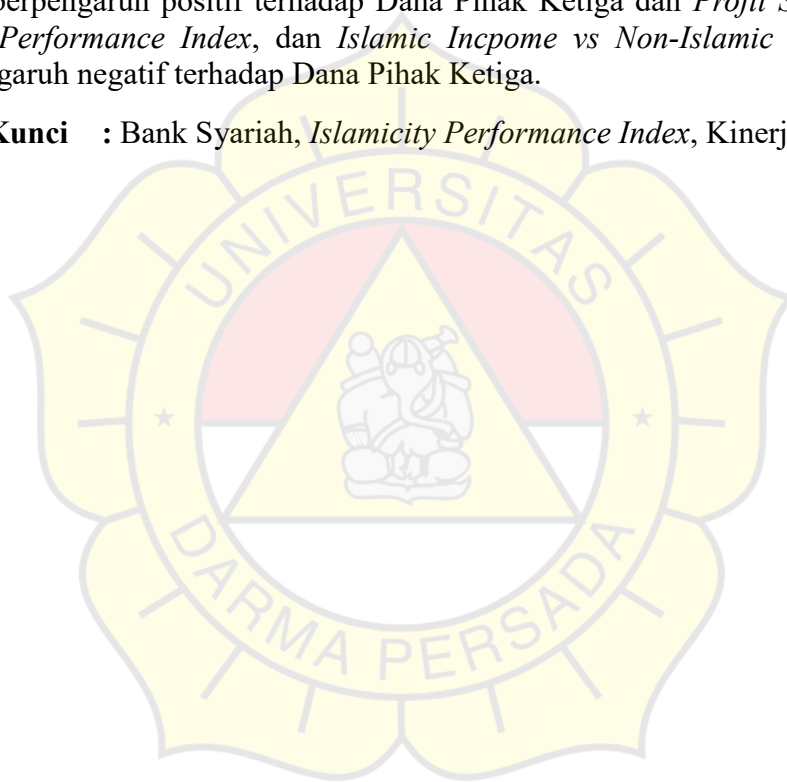 berpengaruh positif terhadap Dana Pihak Ketiga dan Profit S
Performance Index, dan Islamic Incpome vs Non-Islamic
garuh negatif terhadap Dana Pihak Ketiga.
Kunci : Bank Syariah, Islamicity Performance Index, Kinerj
UNIVERSITAS
DARMA PERSADA